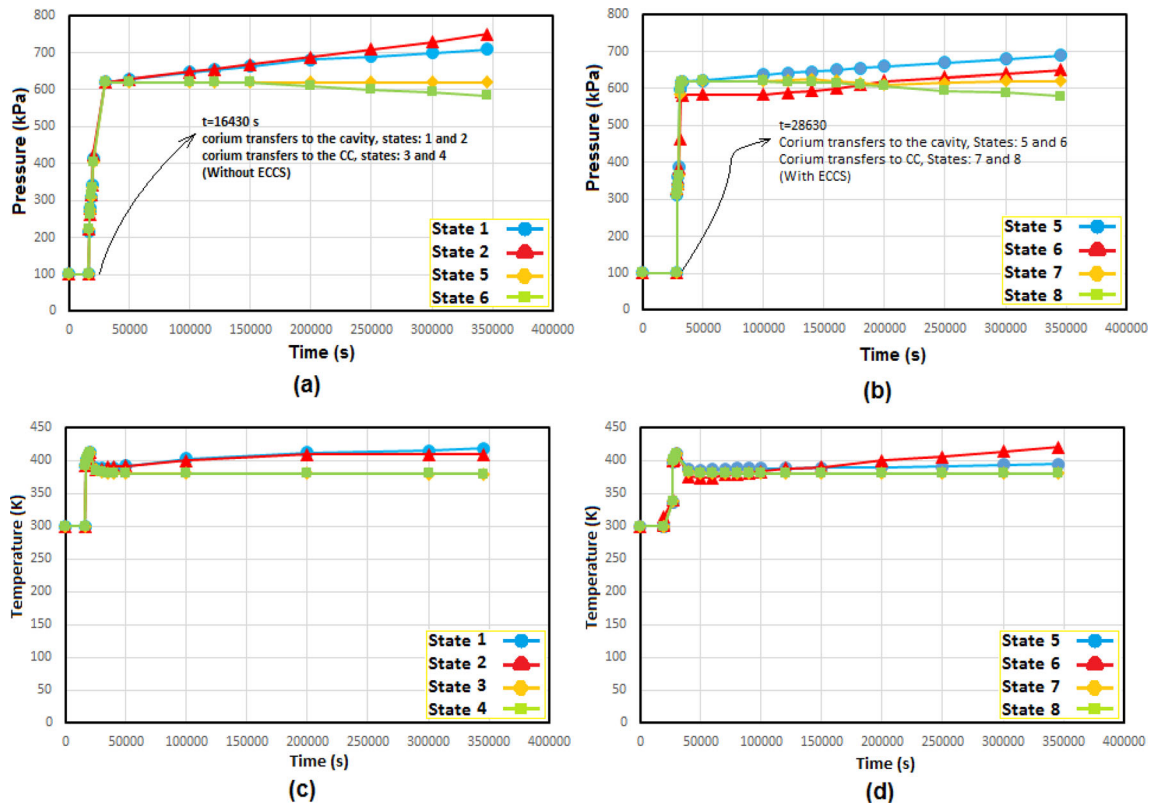 Pressure (kPa)
800
700
600
500
400
300
200
100
0
t=16430 s
corium transfers to the cavity, states: 1 and 2
corium transfers to the CC, states: 3 and 4
(Without ECCS)
State 1
State 2
State 5
State 6
0 50000 100000 150000 200000 250000 300000 350000 400000
Time (s)
(a)
Pressure (kPa)
800
700
600
500
400
300
200
100
0
t=28630
Corium transfers to the cavity, States: 5 and 6
Corium transfers to CC, States: 7 and 8
(With ECCS)
State 5
State 6
State 7
State 8
0 50000 100000 150000 200000 250000 300000 350000 400000
Time (s)
(b)
Temperature (K)
450
400
350
300
250
200
150
100
50
0
State 1
State 2
State 3
State 4
0 50000 100000 150000 200000 250000 300000 350000 400000
Time (s)
(c)
Temperature (K)
450
400
350
300
250
200
150
100
50
0
State 5
State 6
State 7
State 8
0 50000 100000 150000 200000 250000 300000 350000 400000
Time (s)
(d)